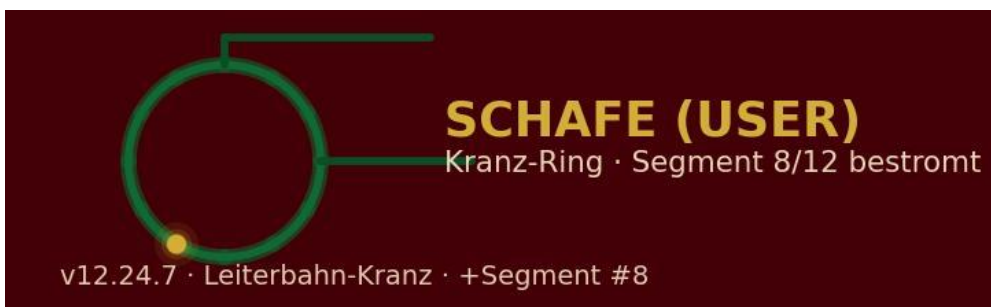 SCHAFE (USER)
Kranz-Ring · Segment 8/12 bestromt
v12.24.7 · Leiterbahn-Kranz · +Segment #8